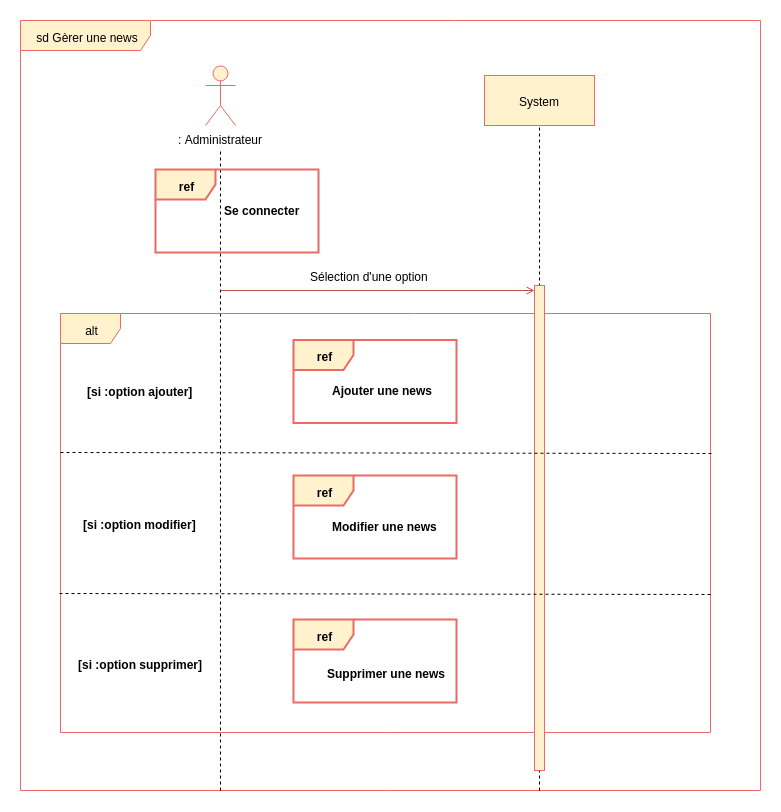 sd Gèrer une news
System
: Administrateur
ref
Se connecter
Sélection d'une option
alt
ref
[si :option ajouter]
Ajouter une news
ref
[si :option modifier]
Modifier une news
ref
[si :option supprimer]
Supprimer une news